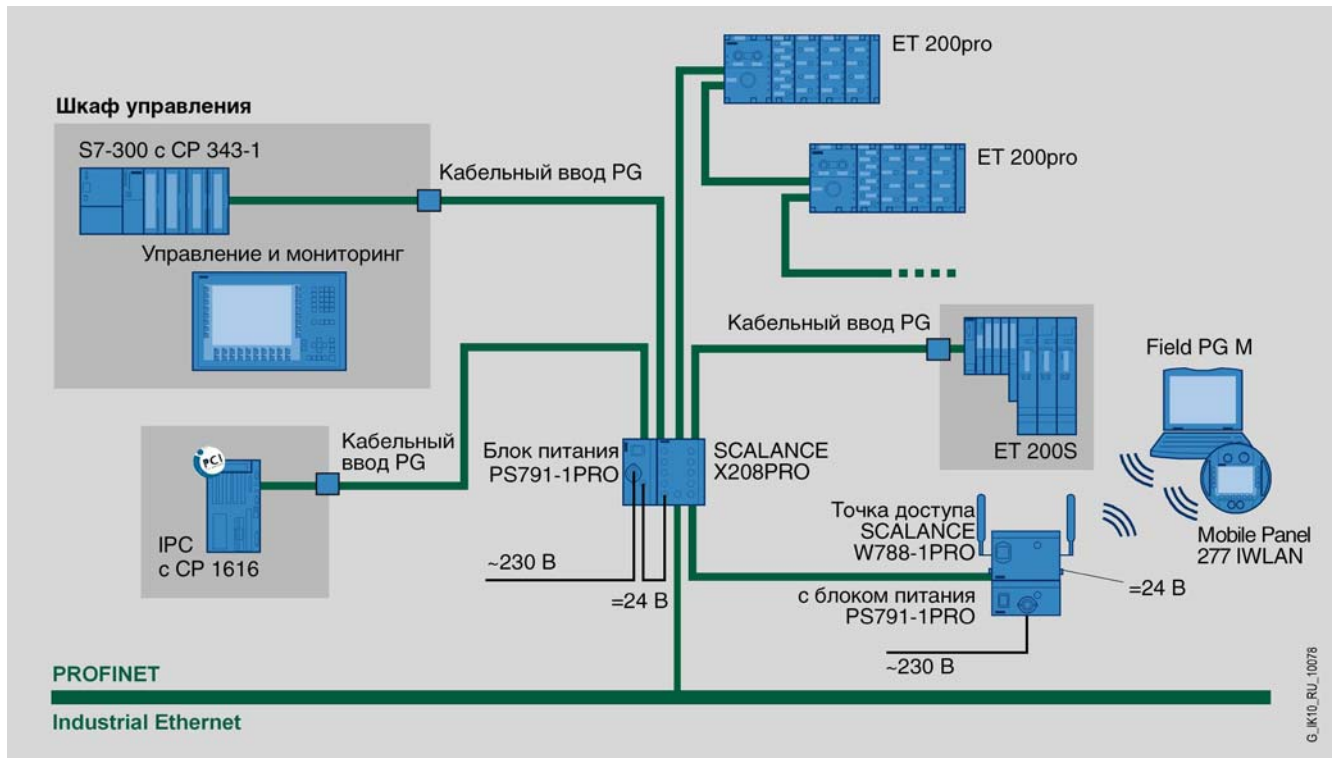 ET 200pro
Шкаф управления
S7-300 с CP 343-1
Кабельный ввод PG
ET 200pro
Управление и мониторинг
Кабельный ввод PG
Field PG M
PCI
Кабельный
ввод PG
Блок питания
PS791-1PRO
SCALANCE
X208PRO
ET 200S
IPC
с CP 1616
Точка доступа
SCALANCE
W788-1PRO
Mobile Panel
277 IWLAN
~230 В
=24 В
=24 В
с блоком питания
PS791-1PRO
~230 В
PROFINET
Industrial Ethernet
G_IK10_RU_10078